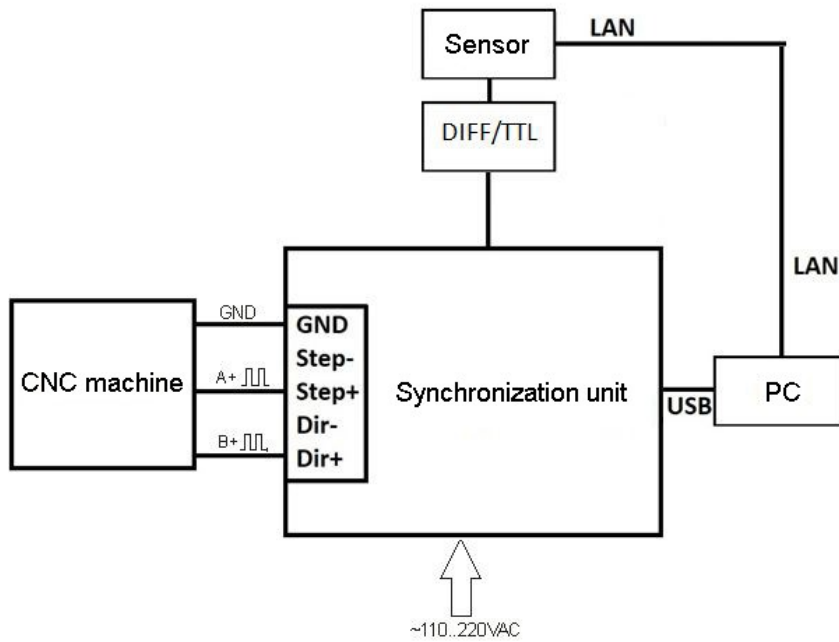 Sensor
LAN
DIFF/TTL
LAN
GND
GND
Step-
CNC machine
A+
Step+
Synchronization unit
USB
PC
Dir-
B+
Dir+
~110..220VAC